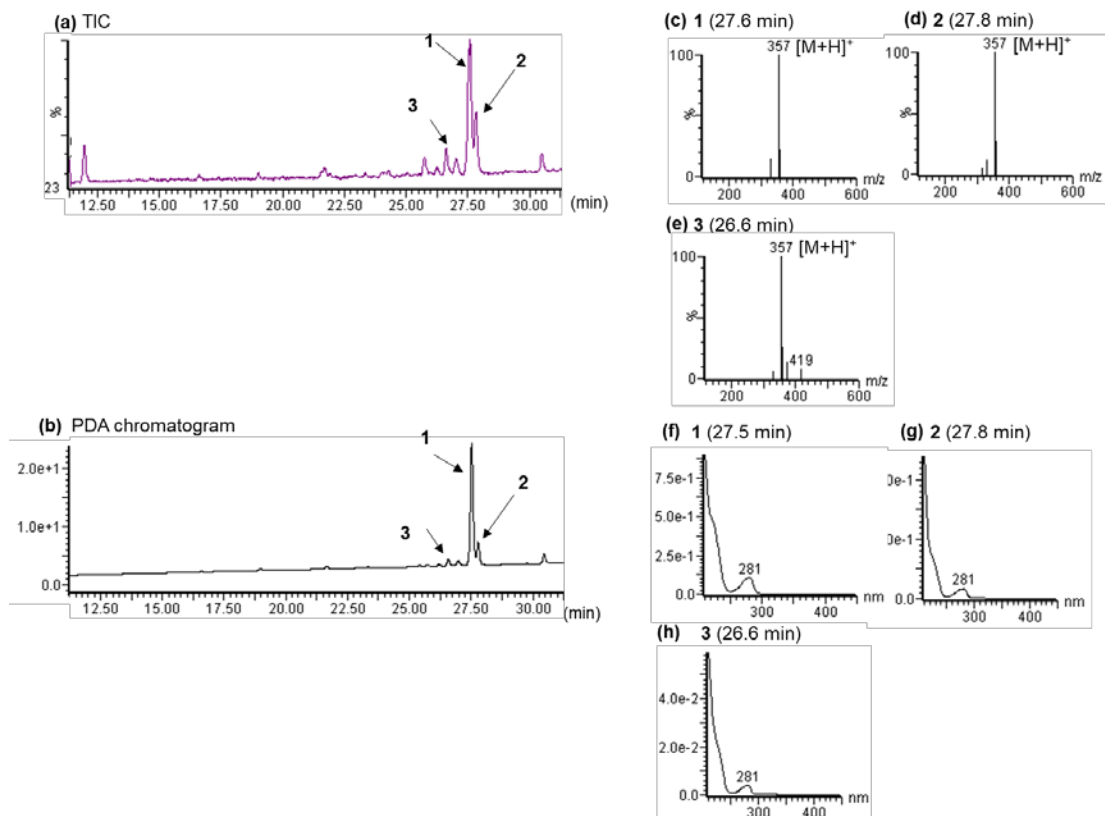 (a) TIC
1
2
3
%
23
12.50 15.00 17.50 20.00 22.50 25.00 27.50 30.00 (min)
(c) 1 (27.6 min)
357 [M+H]+
100
%
0
200 400 600 m/z
(d) 2 (27.8 min)
357 [M+H]+
100
%
0
200 400 600 m/z
(e) 3 (26.6 min)
357 [M+H]+
100
%
419
0
200 400 600 m/z
(b) PDA chromatogram
1
2
3
2.0e+1
1.0e+1
0.0
12.50 15.00 17.50 20.00 22.50 25.00 27.50 30.00 (min)
(f) 1 (27.5 min)
7.5e-1
5.0e-1
2.5e-1
0.0
281
300 400 nm
(g) 2 (27.8 min)
0e-1
0e-1
0.0
281
300 400 nm
(h) 3 (26.6 min)
4.0e-2
2.0e-2
0.0
281
300 400 nm